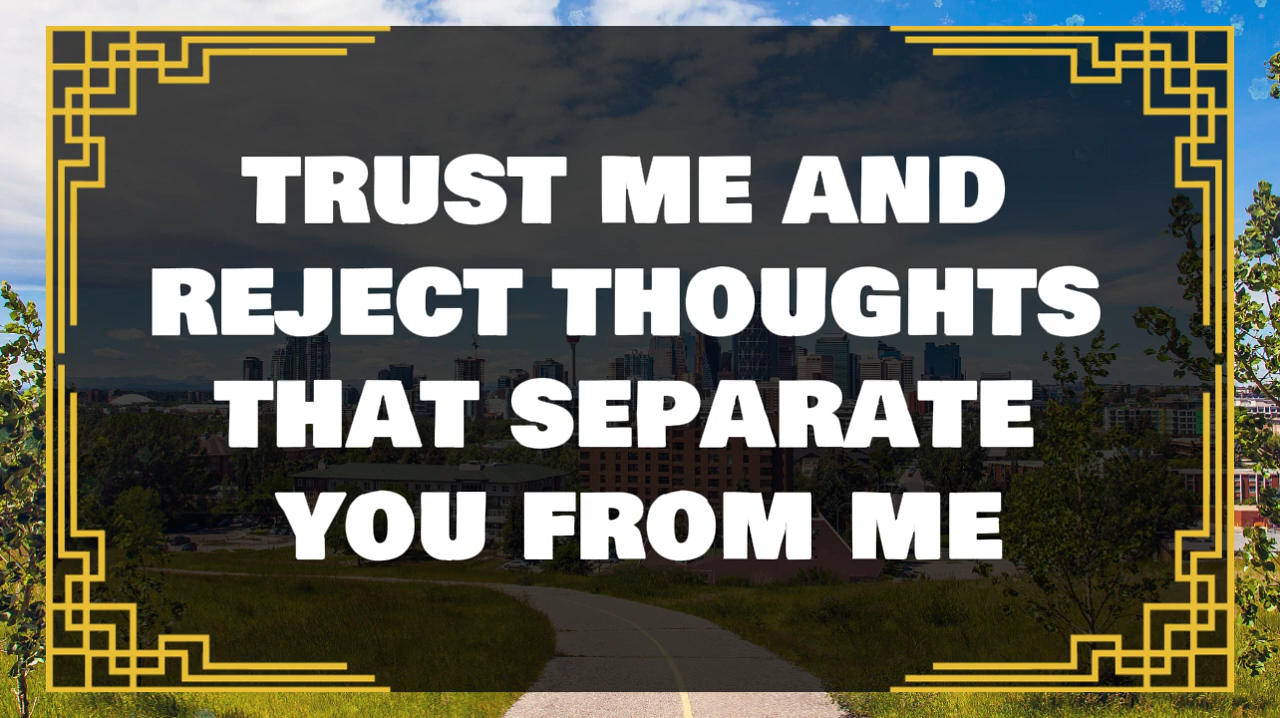 TRUST ME AND
REJECT THOUGHTS
THAT SEPARATE
YOU FROM ME